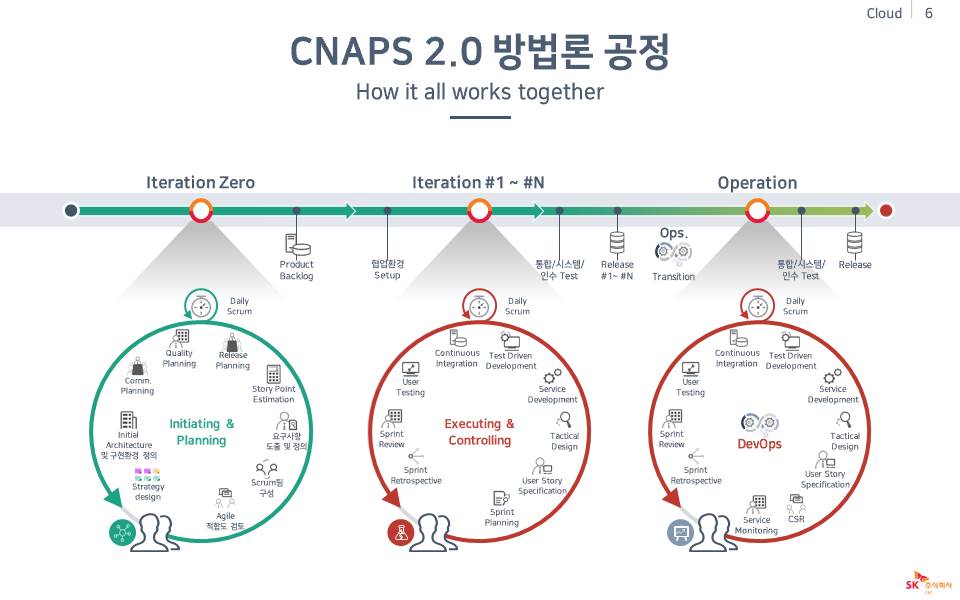 Cloud 6
CNAPS 2.0 방법론 공정
How it all works together
Iteration Zero
Iteration #1 ~ #N
Operation
Product
Backlog
협업환경
Setup
통합/시스템/
인수 Test
Release
#1~ #N
Ops.
Transition
통합/시스템/
인수 Test
Release
Daily
Scrum
Quality
Planning
Release
Planning
Comm.
Planning
Story Point
Estimation
Initial
Architecture
및 구현환경 정의
Initiating &
Planning
요구사항
도출 및 정의
Strategy
design
Scrum팀
구성
Agile
적합도 검토
Daily
Scrum
Continuous
Integration
Test Driven
Development
User
Testing
Service
Development
Sprint
Review
Executing &
Controlling
Tactical
Design
Sprint
Retrospective
User Story
Specification
Sprint
Planning
Daily
Scrum
Continuous
Integration
Test Driven
Development
User
Testing
Service
Development
Sprint
Review
DevOps
Tactical
Design
Sprint
Retrospective
User Story
Specification
Service
Monitoring
CSR
SK 주식회사
C&C